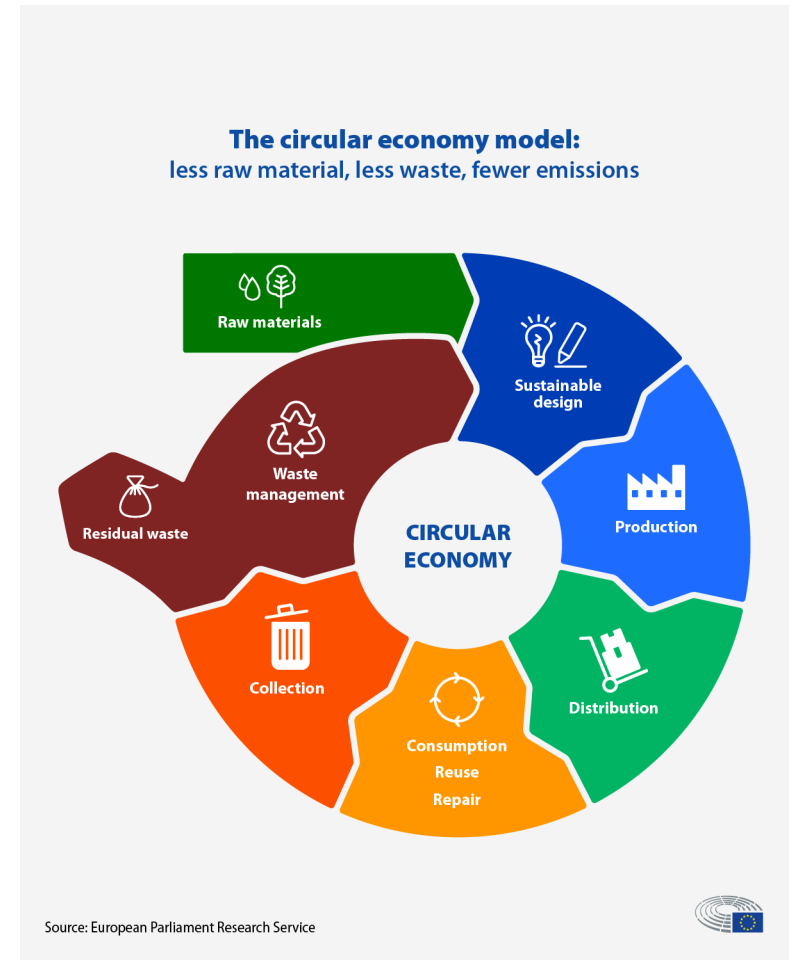 The circular economy model:
less raw material, less waste, fewer emissions
Raw materials
Sustainable
design
Production
Distribution
Consumption
Reuse
Repair
Collection
Waste
management
Residual waste
CIRCULAR
ECONOMY
Source: European Parliament Research Service